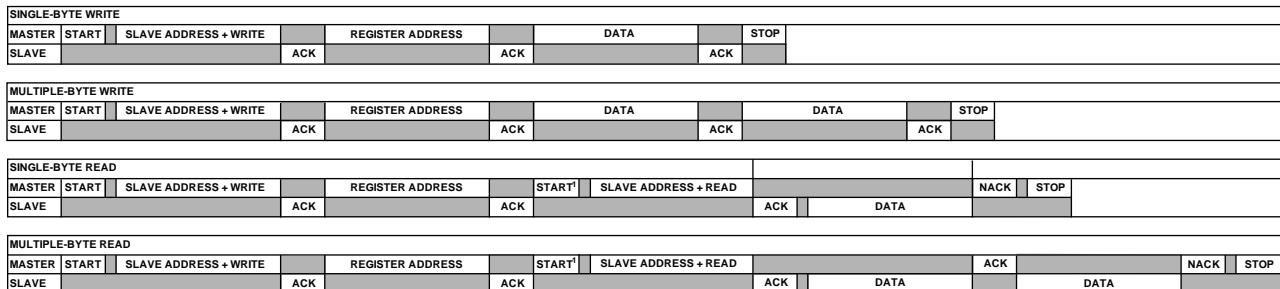 SINGLE-BYTE WRITE
MASTER START SLAVE ADDRESS + WRITE REGISTER ADDRESS DATA STOP
SLAVE ACK ACK ACK
MULTIPLE-BYTE WRITE
MASTER START SLAVE ADDRESS + WRITE REGISTER ADDRESS DATA DATA STOP
SLAVE ACK ACK ACK ACK
SINGLE-BYTE READ
MASTER START SLAVE ADDRESS + WRITE REGISTER ADDRESS START¹ SLAVE ADDRESS + READ NACK STOP
SLAVE ACK ACK ACK DATA
MULTIPLE-BYTE READ
MASTER START SLAVE ADDRESS + WRITE REGISTER ADDRESS START¹ SLAVE ADDRESS + READ ACK NACK STOP
SLAVE ACK ACK ACK DATA DATA